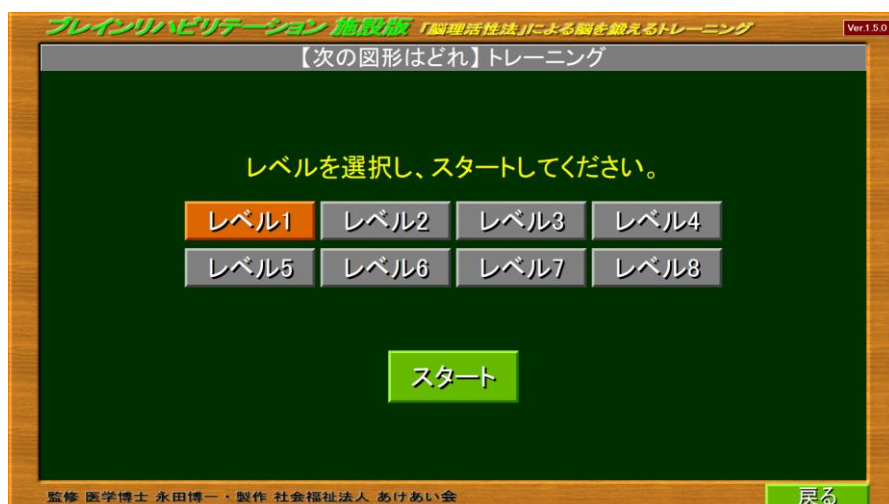 ブレインリハビリテーション 施設版 「脳理活性法」による脳を鍛えるトレーニング
Ver.1.5.0
【次の図形はどれ】トレーニング
レベルを選択し、スタートしてください。
レベル1 レベル2 レベル3 レベル4
レベル5 レベル6 レベル7 レベル8
スタート
監修 医学博士 永田博一・製作 社会福祉法人 あけあい会
戻る